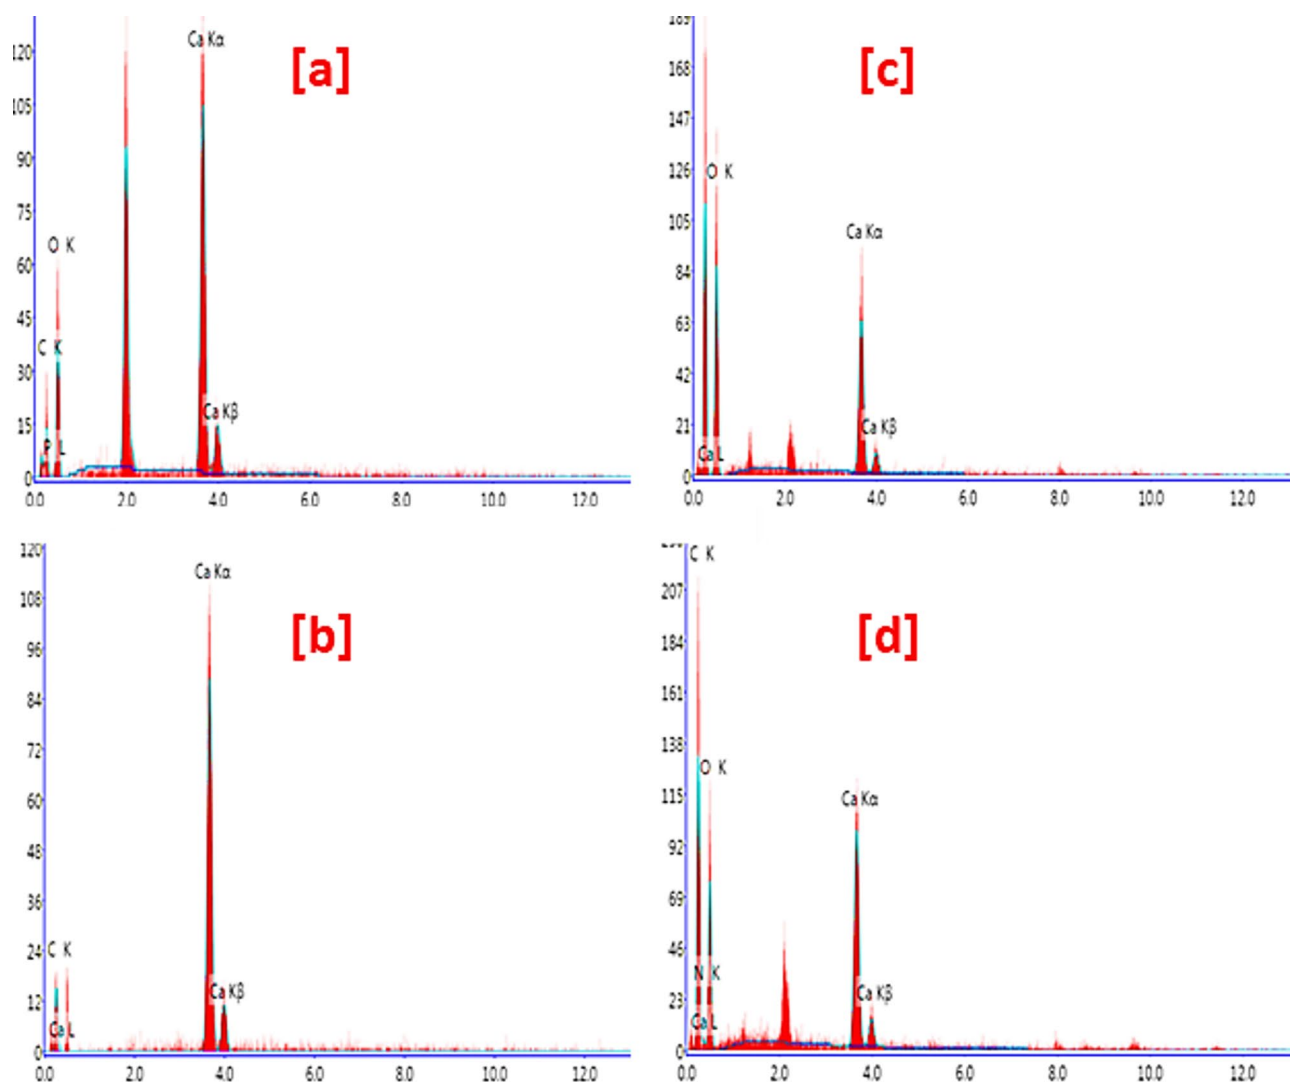 [a]
Ca Kα
120
105
90
75
O K
60
45
C K
30
Ca Kβ
15
P L
0
0.0 2.0 4.0 6.0 8.0 10.0 12.0
[c]
189
168
147
126
O K
105
Ca Kα
84
63
42
Ca Kβ
21
Ca L
0
0.0 2.0 4.0 6.0 8.0 10.0 12.0
[b]
120
Ca Kα
108
96
84
72
60
48
36
24
C K
12
Ca Kβ
Ca L
0
0.0 2.0 4.0 6.0 8.0 10.0 12.0
[d]
C K
207
184
161
138
O K
115
Ca Kα
92
69
46
N K
23
Ca Kβ
Ca L
0
0.0 2.0 4.0 6.0 8.0 10.0 12.0